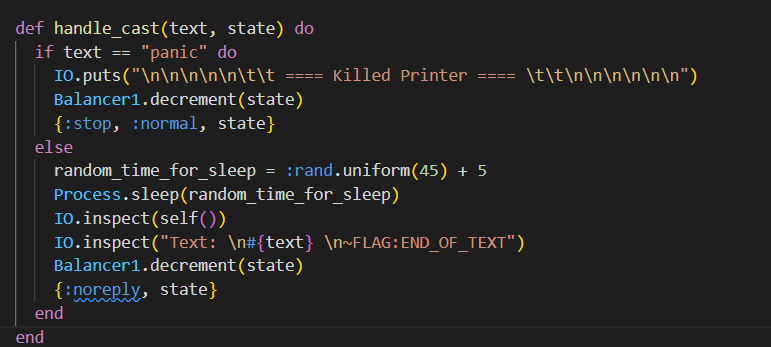 def handle_cast(text, state) do
if text == "panic" do
IO.puts("\n\n\n\n\n\t\t ==== Killed Printer ==== \t\t\n\n\n\n\n\n")
Balancer1.decrement(state)
{:stop, :normal, state}
else
random_time_for_sleep = :rand.uniform(45) + 5
Process.sleep(random_time_for_sleep)
IO.inspect(self())
IO.inspect("Text: \n#{text} \n~FLAG:END_OF_TEXT")
Balancer1.decrement(state)
{:noreply, state}
end
end